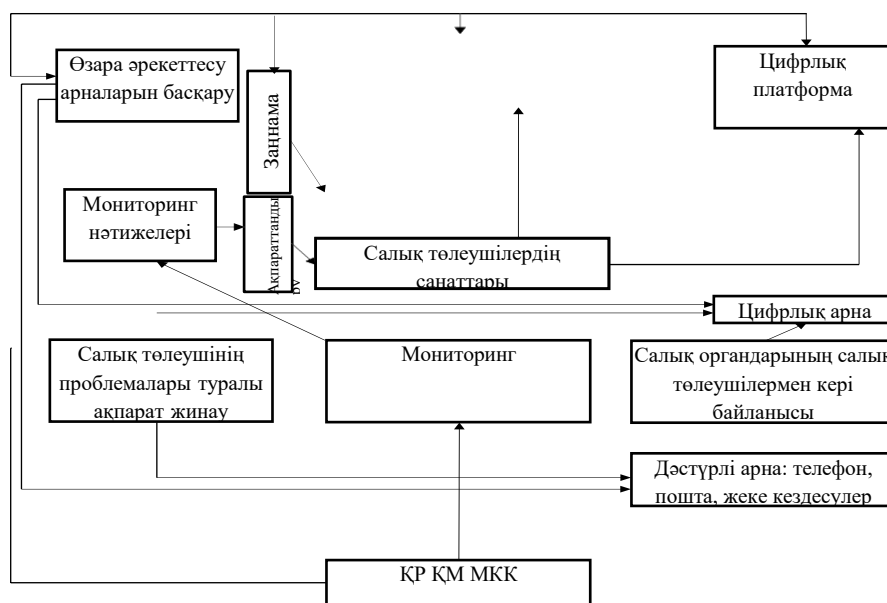 Өзара әрекеттесу
арналарын басқару
Заңнама
Цифрлық
платформа
Мониторинг
нәтижелері
Ақпараттанды
Салық төлеушілердің
санаттары
Цифрлық арна
Салық төлеушінің
проблемалары туралы
ақпарат жинау
Мониторинг
Салық органдарының салық
төлеушілермен кері
байланысы
Дәстүрлі арна: телефон,
пошта, жеке кездесулер
ҚР ҚМ МКК